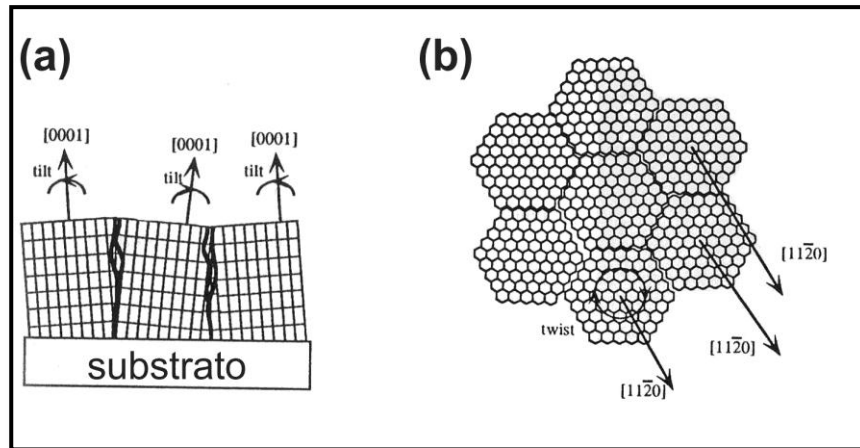 (a)
[0001]
tilt
[0001]
tilt
[0001]
tilt
substrato
(b)
[112̄0]
[112̄0]
[112̄0]
twist